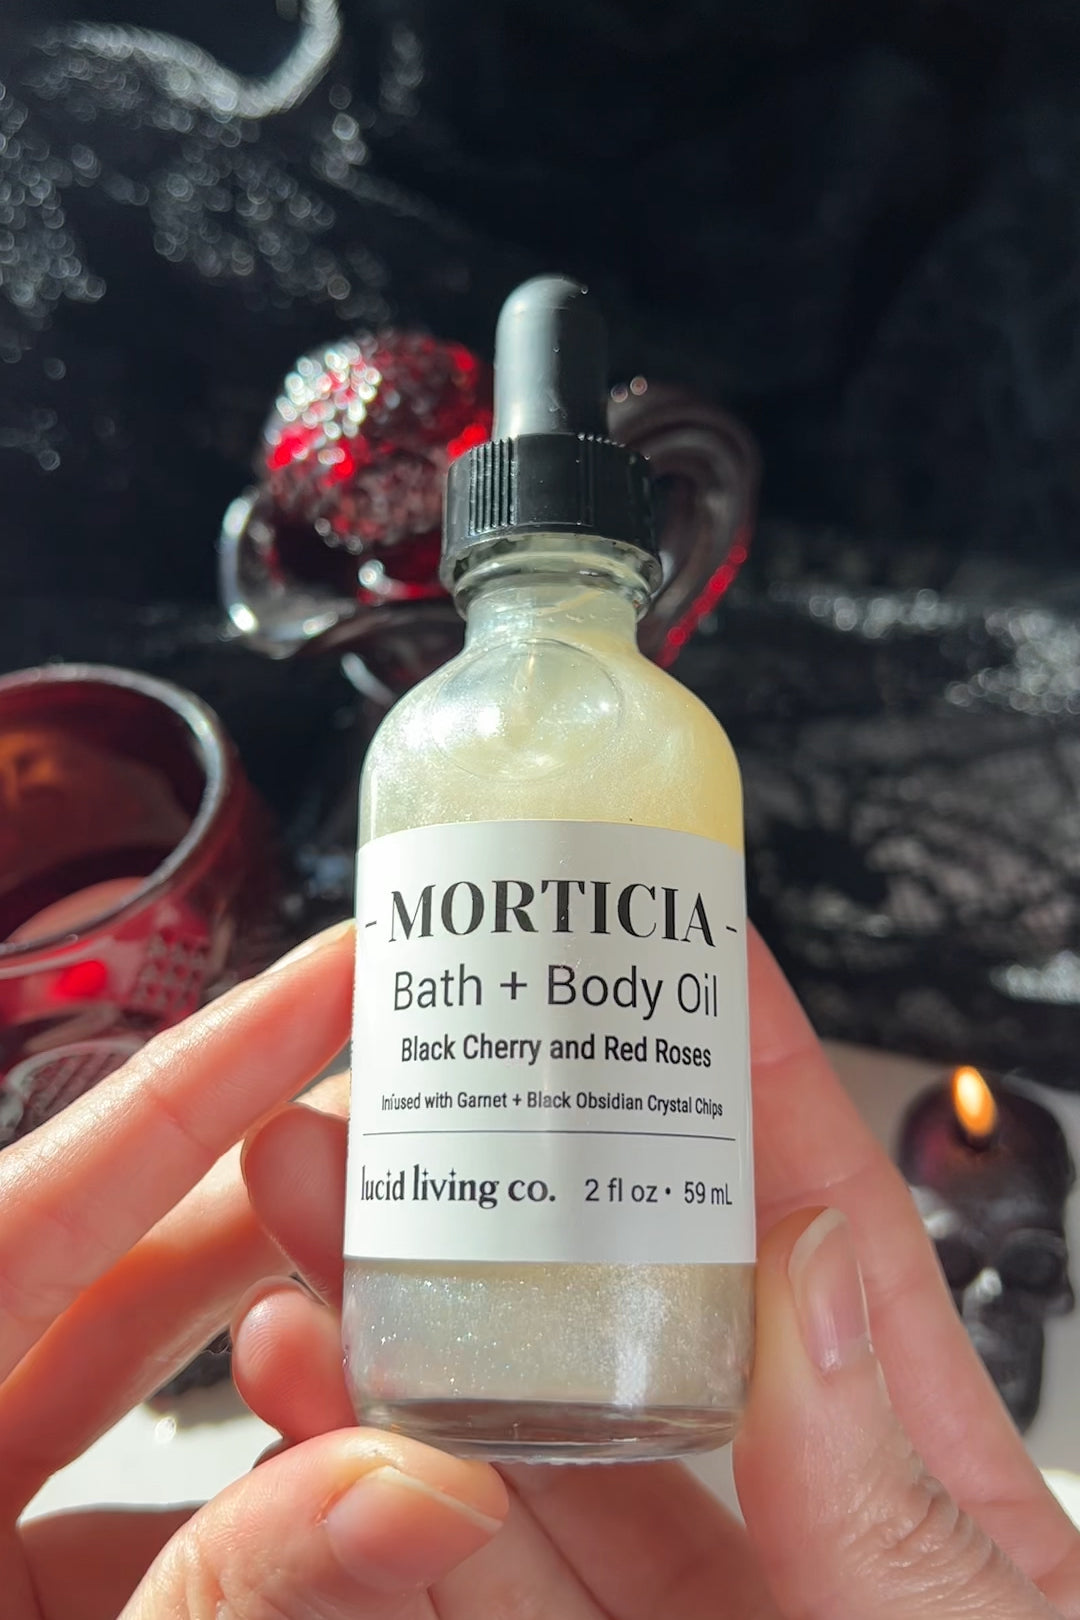 - MORTICIA -
Bath + Body Oil
Black Cherry and Red Roses
Infused with Garnet + Black Obsidian Crystal Chips
lucid living co. 2 fl oz • 59 mL